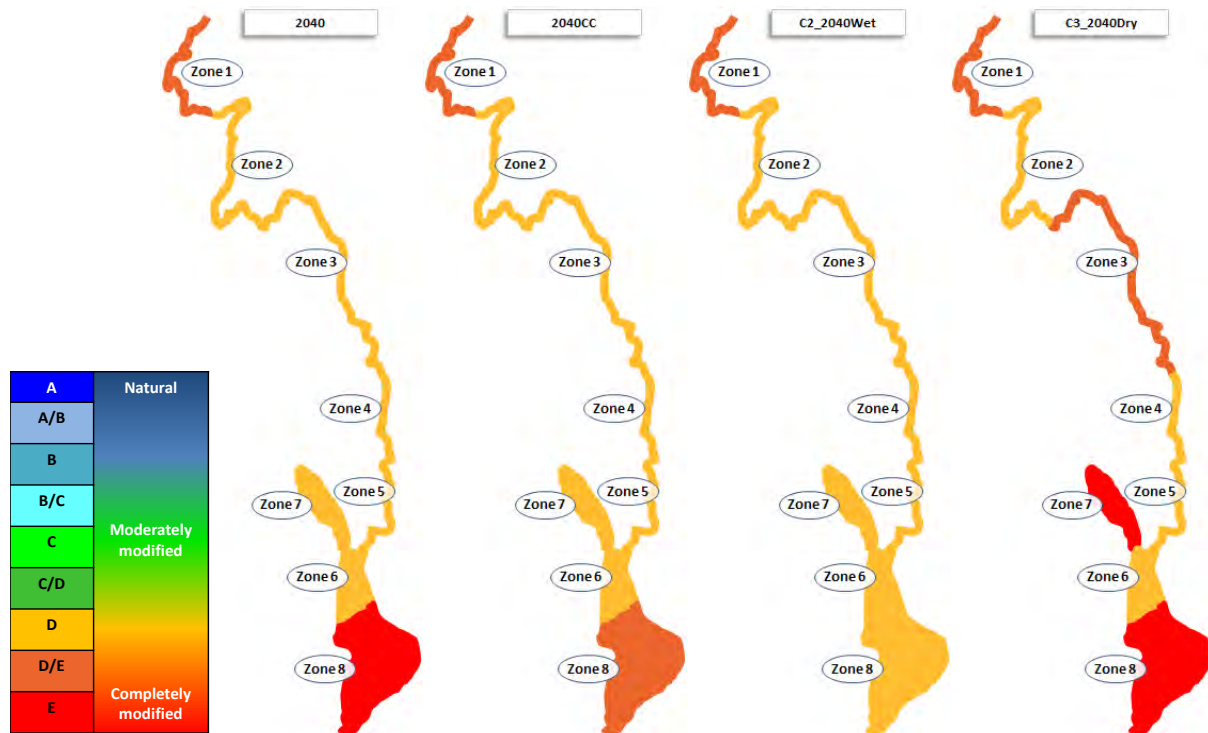 2040
2040CC
C2_2040Wet
C3_2040Dry
Zone 1
Zone 1
Zone 1
Zone 1
Zone 2
Zone 2
Zone 2
Zone 2
Zone 3
Zone 3
Zone 3
Zone 3
Zone 4
Zone 4
Zone 4
Zone 4
Zone 5
Zone 5
Zone 5
Zone 5
Zone 7
Zone 7
Zone 7
Zone 7
Zone 6
Zone 6
Zone 6
Zone 6
Zone 8
Zone 8
Zone 8
Zone 8
A
A/B
B
B/C
C
C/D
D
D/E
E
Natural
Moderately
modified
Completely
modified